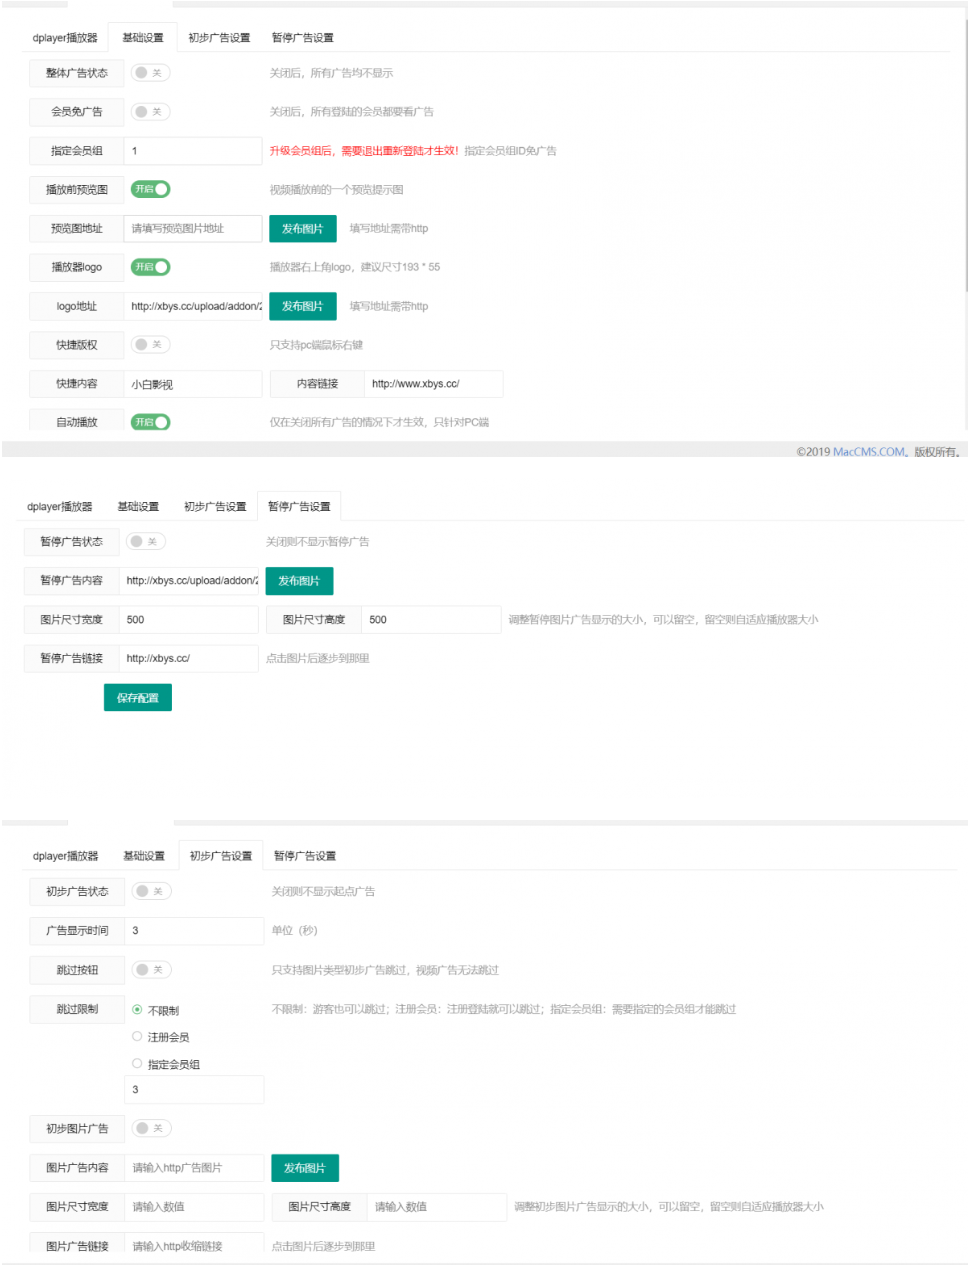 dplayer播放器 基础设置 初步广告设置 暂停广告设置
整体广告状态 关 关闭后，所有广告均不显示
会员免广告 关 关闭后，所有登陆的会员都要看广告
指定会员组 1 升级会员组后，需要退出重新登陆才生效！指定会员组ID免广告
播放前预览图 开启 视频播放前的一个预览提示图
预览图地址 请填写预览图片地址 发布图片 填写地址需带http
播放器logo 开启 播放器右上角logo，建议尺寸193 * 55
logo地址 http://xbys.cc/upload/addon/2 发布图片 填写地址需带http
快捷版权 关 只支持pc端鼠标右键
快捷内容 小白影视 内容链接 http://www.xbys.cc/
自动播放 开启 仅在关闭所有广告的情况下才生效，只针对PC端
©2019 MacCMS.COM。版权所有。
dplayer播放器 基础设置 初步广告设置 暂停广告设置
暂停广告状态 关 关闭则不显示暂停广告
暂停广告内容 http://xbys.cc/upload/addon/2 发布图片
图片尺寸宽度 500 图片尺寸高度 500 调整暂停图片广告显示的大小，可以留空，留空则自适应播放器大小
暂停广告链接 http://xbys.cc/ 点击图片后逐步到那里
保存配置
dplayer播放器 基础设置 初步广告设置 暂停广告设置
初步广告状态 关 关闭则不显示起点广告
广告显示时间 3 单位（秒）
跳过按钮 关 只支持图片类型初步广告跳过，视频广告无法跳过
跳过限制 不限制 不限制：游客也可以跳过；注册会员：注册登陆就可以跳过；指定会员组：需要指定的会员组才能跳过
注册会员
指定会员组
3
初步图片广告 关
图片广告内容 请输入http广告图片 发布图片
图片尺寸宽度 请输入数值 图片尺寸高度 请输入数值 调整初步图片广告显示的大小，可以留空，留空则自适应播放器大小
图片广告链接 请输入http收缩链接 点击图片后逐步到那里